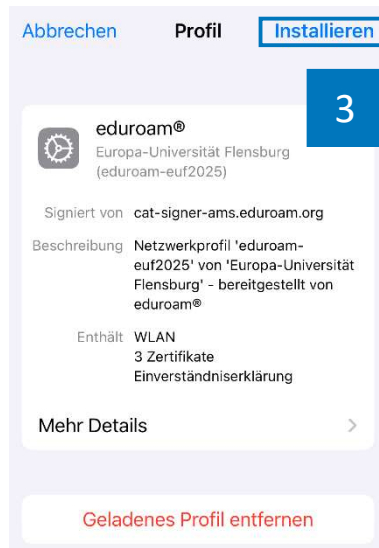 Abbrechen Profil Installieren
3
eduroam®
Europa-Universität Flensburg
(eduroam-euf2025)
Signiert von cat-signer-ams.eduroam.org
Beschreibung Netzwerkprofil 'eduroam-
euf2025' von 'Europa-Universität
Flensburg' - bereitgestellt von
eduroam®
Enthält WLAN
3 Zertifikate
Einverständniserklärung
Mehr Details
Geladenes Profil entfernen